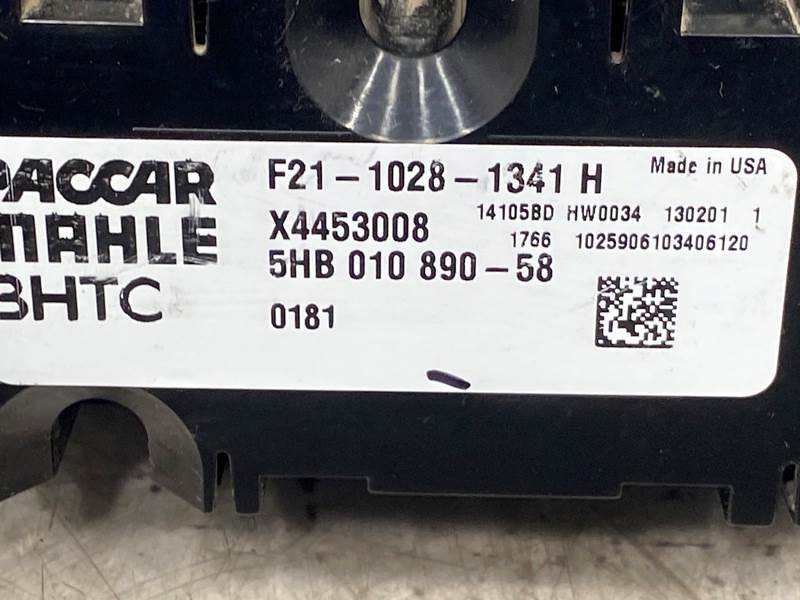 PACCAR
MAHLE
BHTC
F21-1028-1341 H
Made in USA
X4453008
14105BD HW0034 130201 1
1766 1025906103406120
5HB 010 890-58
0181